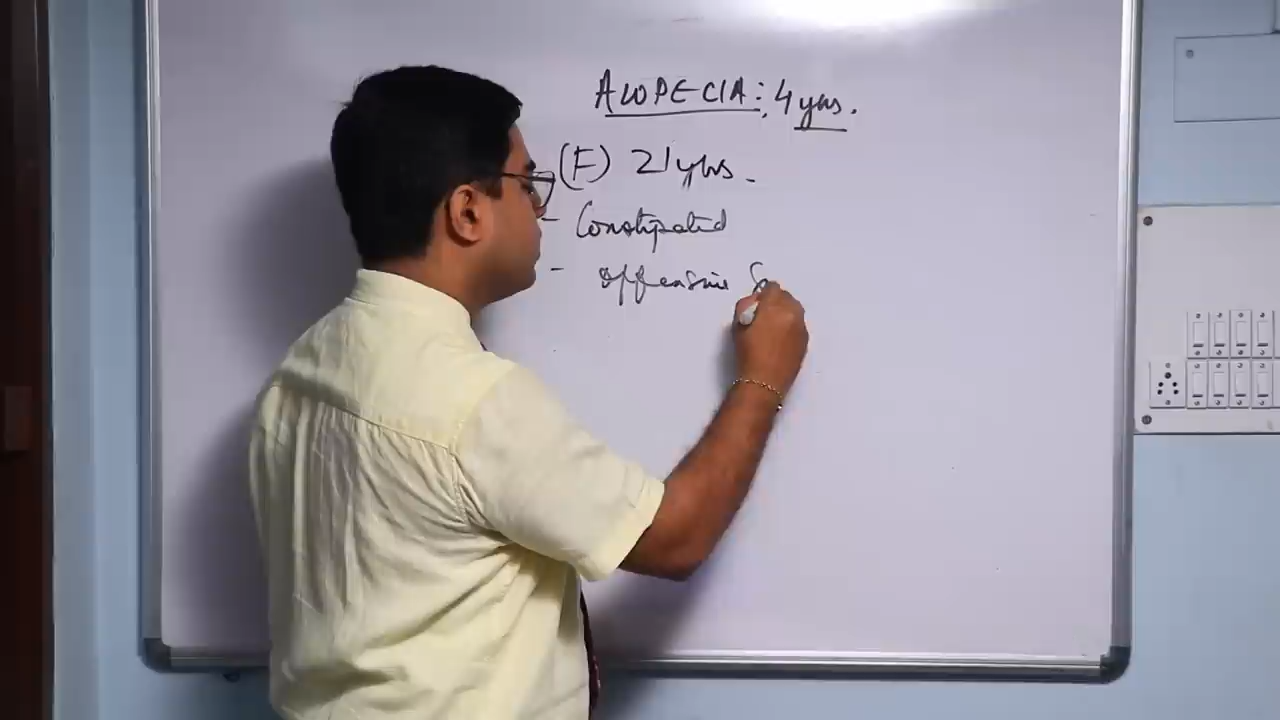 ALOPECIA: 4 yrs.
(F) 21 yrs.
- Constipated
- offensive S